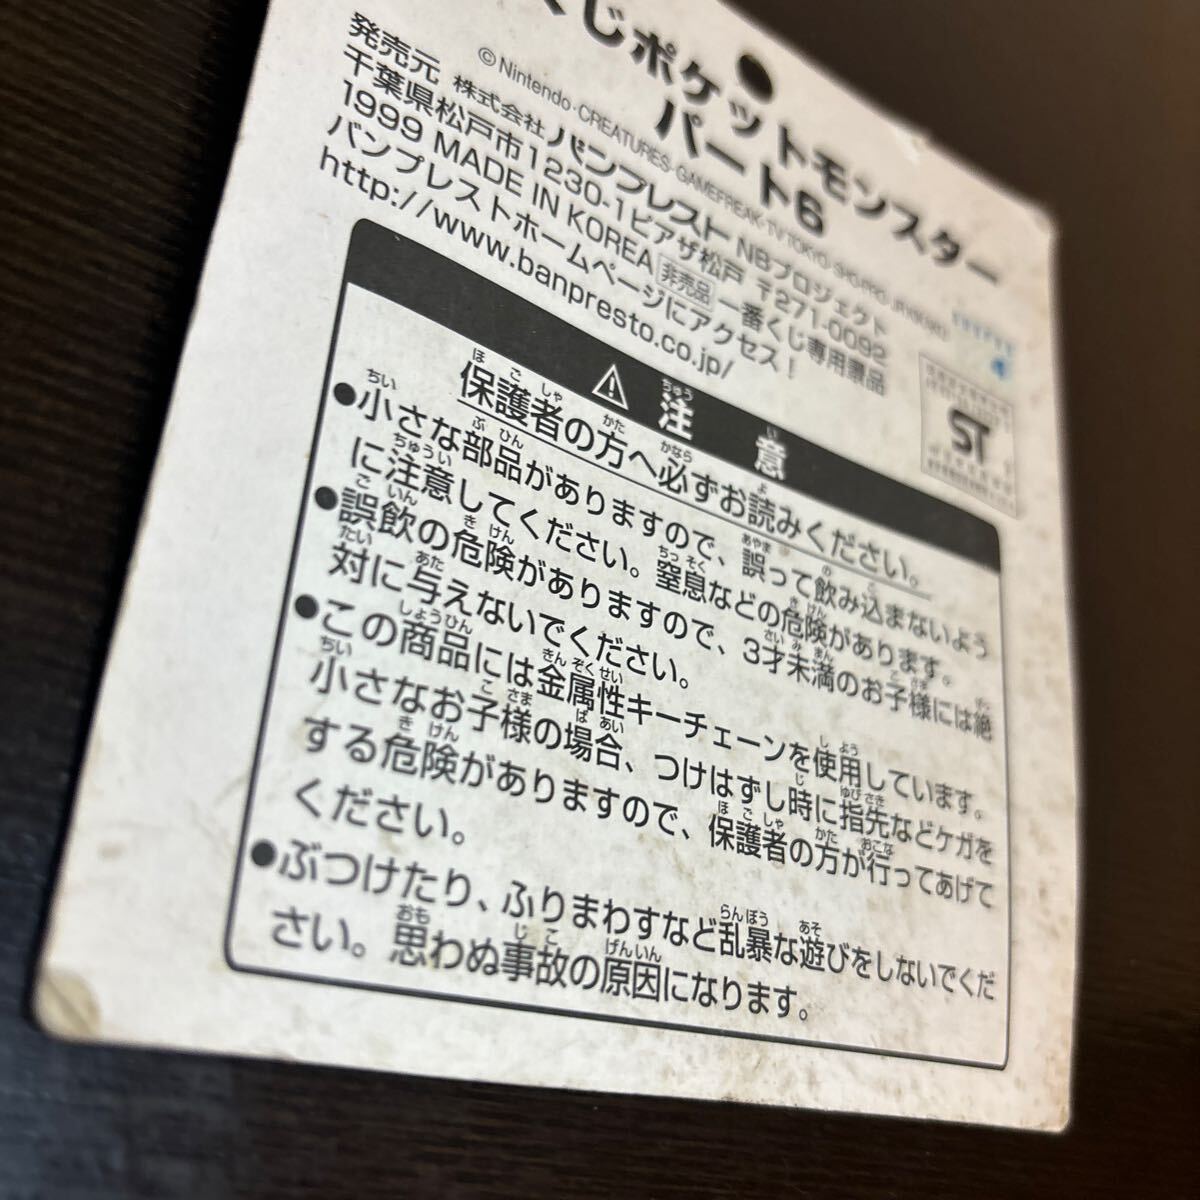 くじポケットモンスター
パート6
©Nintendo・CREATURES・GAMEFREAK・TV TOKYO・SHO-PRO・JR KIKAKU
発売元 株式会社バンプレスト NBプロジェクト
千葉県松戸市1230-1ピアザ松戸 〒271-0092
1999 MADE IN KOREA 非売品 一番くじ専用景品
バンプレストホームページにアクセス!
http://www.banpresto.co.jp/
ST
⚠ 注意
保護者の方へ必ずお読みください。
●小さな部品がありますので、誤って飲み込まないよう
に注意してください。窒息などの危険があります。
●誤飲の危険がありますので、3才未満のお子様には絶
対に与えないでください。
●この商品には金属性キーチェーンを使用しています。
小さなお子様の場合、つけはずし時に指先などケガを
する危険がありますので、保護者の方が行ってあげて
ください。
●ぶつけたり、ふりまわすなど乱暴な遊びをしないでくだ
さい。思わぬ事故の原因になります。